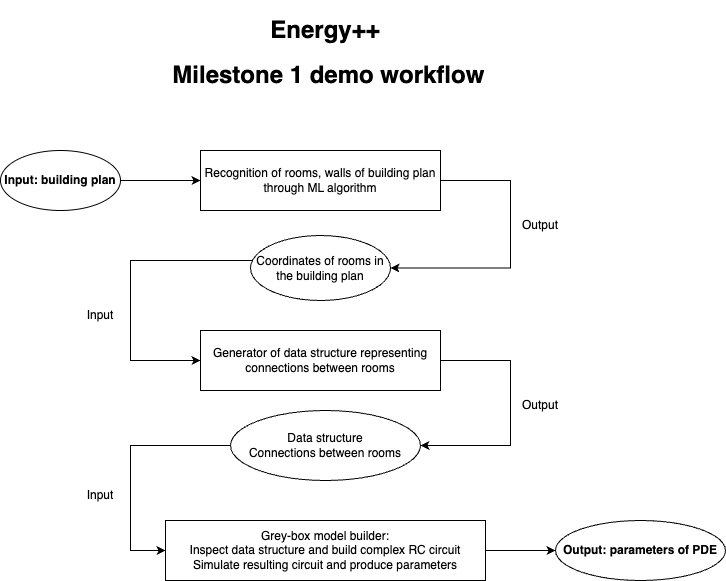 Energy++
Milestone 1 demo workflow
Input: building plan
Recognition of rooms, walls of building plan
through ML algorithm
Output
Coordinates of rooms in
the building plan
Input
Generator of data structure representing
connections between rooms
Output
Data structure
Connections between rooms
Input
Grey-box model builder:
Inspect data structure and build complex RC circuit
Simulate resulting circuit and produce parameters
Output: parameters of PDE